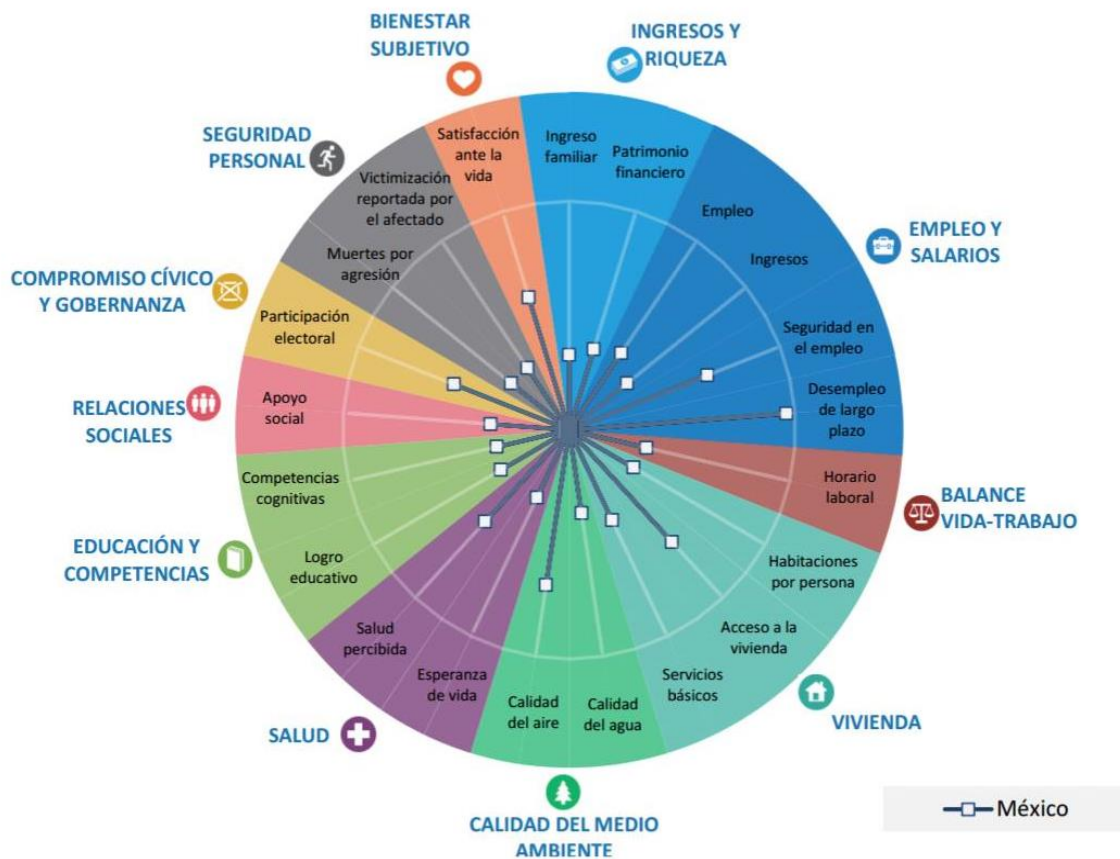 BIENESTAR
SUBJETIVO
INGRESOS Y
RIQUEZA
Ingreso
familiar
Patrimonio
financiero
EMPLEO Y
SALARIOS
Empleo
Ingresos
Seguridad en
el empleo
Desempleo
de largo
plazo
BALANCE
VIDA-TRABAJO
Horario
laboral
VIVIENDA
Habitaciones
por persona
Acceso a la
vivienda
Servicios
básicos
CALIDAD DEL MEDIO
AMBIENTE
Calidad
del agua
Calidad
del aire
SALUD
Esperanza
de vida
Salud
percibida
EDUCACIÓN Y
COMPETENCIAS
Logro
educativo
Competencias
cognitivas
RELACIONES
SOCIALES
Apoyo
social
COMPROMISO CÍVICO
Y GOBERNANZA
Participación
electoral
SEGURIDAD
PERSONAL
Muertes por
agresión
Victimización
reportada por
el afectado
Satisfacción
ante la
vida
México